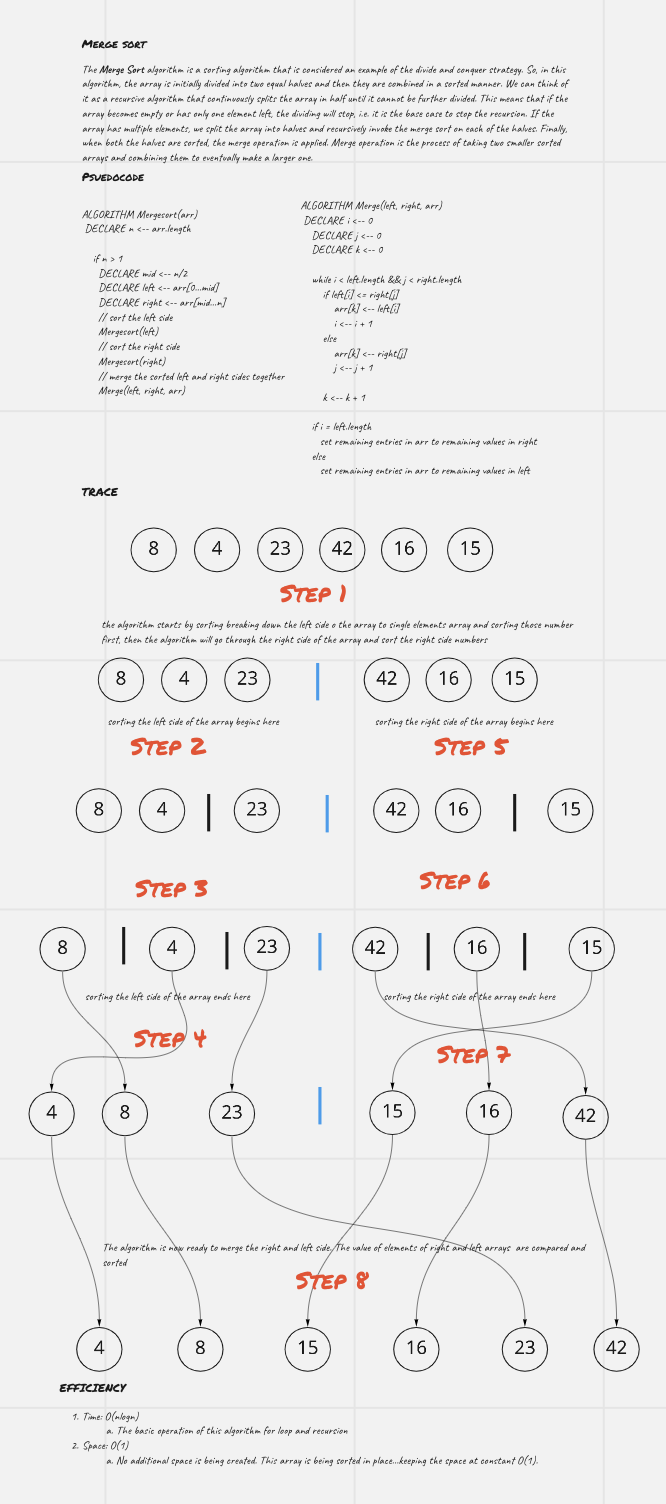 MERGE SORT
The Merge Sort algorithm is a sorting algorithm that is considered an example of the divide and conquer strategy. So, in this
algorithm, the array is initially divided into two equal halves and then they are combined in a sorted manner. We can think of
it as a recursive algorithm that continuously splits the array in half until it cannot be further divided. This means that if the
array becomes empty or has only one element left, the dividing will stop, i.e. it is the base case to stop the recursion. If the
array has multiple elements, we split the array into halves and recursively invoke the merge sort on each of the halves. Finally,
when both the halves are sorted, the merge operation is applied. Merge operation is the process of taking two smaller sorted
arrays and combining them to eventually make a larger one.
PSUEDOCODE
ALGORITHM Mergesort(arr)
DECLARE n <-- arr.length
if n > 1
DECLARE mid <-- n/2
DECLARE left <-- arr[0...mid]
DECLARE right <-- arr[mid...n]
// sort the left side
Mergesort(left)
// sort the right side
Mergesort(right)
// merge the sorted left and right sides together
Merge(left, right, arr)
ALGORITHM Merge(left, right, arr)
DECLARE i <-- 0
DECLARE j <-- 0
DECLARE k <-- 0
while i < left.length && j < right.length
if left[i] <= right[j]
arr[k] <-- left[i]
i <-- i + 1
else
arr[k] <-- right[j]
j <-- j + 1
k <-- k + 1
if i = left.length
set remaining entries in arr to remaining values in right
else
set remaining entries in arr to remaining values in left
TRACE
8 4 23 42 16 15
STEP 1
the algorithm starts by sorting breaking down the left side o the array to single elements array and sorting those number
first, then the algorithm will go through the right side of the array and sort the right side numbers
8 4 23 42 16 15
sorting the left side of the array begins here
sorting the right side of the array begins here
STEP 2
STEP 5
8 4 23 42 16 15
STEP 3
STEP 6
8 4 23 42 16 15
sorting the left side of the array ends here
sorting the right side of the array ends here
STEP 4
STEP 7
4 8 23 15 16 42
The algorithm is now ready to merge the right and left side. The value of elements of right and left arrays are compared and
sorted
STEP 8
4 8 15 16 23 42
EFFICIENCY
1. Time: O(nlogn)
a. The basic operation of this algorithm for loop and recursion
2. Space: O(1)
a. No additional space is being created. This array is being sorted in place...keeping the space at constant O(1).